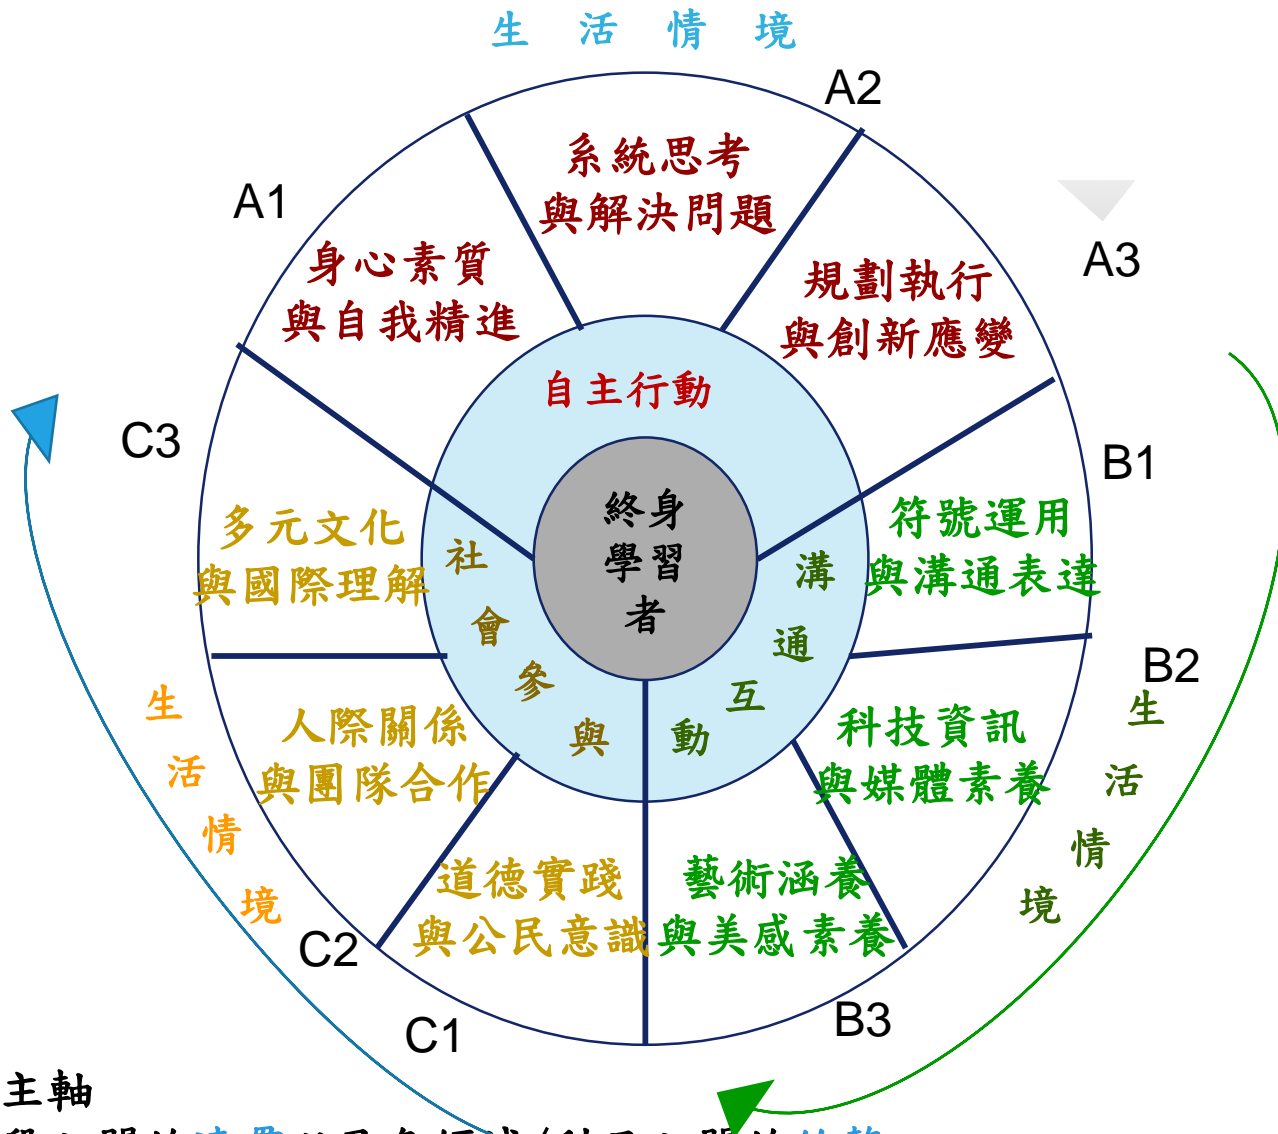 生活情境
A2
系統思考
與解決問題
A1
身心素質
與自我精進
A3
規劃執行
與創新應變
自主行動
C3
B1
終身
學習
者
多元文化
與國際理解
符號運用
與溝通表達
社會參與
溝通互動
B2
人際關係
與團隊合作
科技資訊
與媒體素養
生活情境
生活情境
道德實踐
與公民意識
藝術涵養
與美感素養
C2
C1
B3
主軸